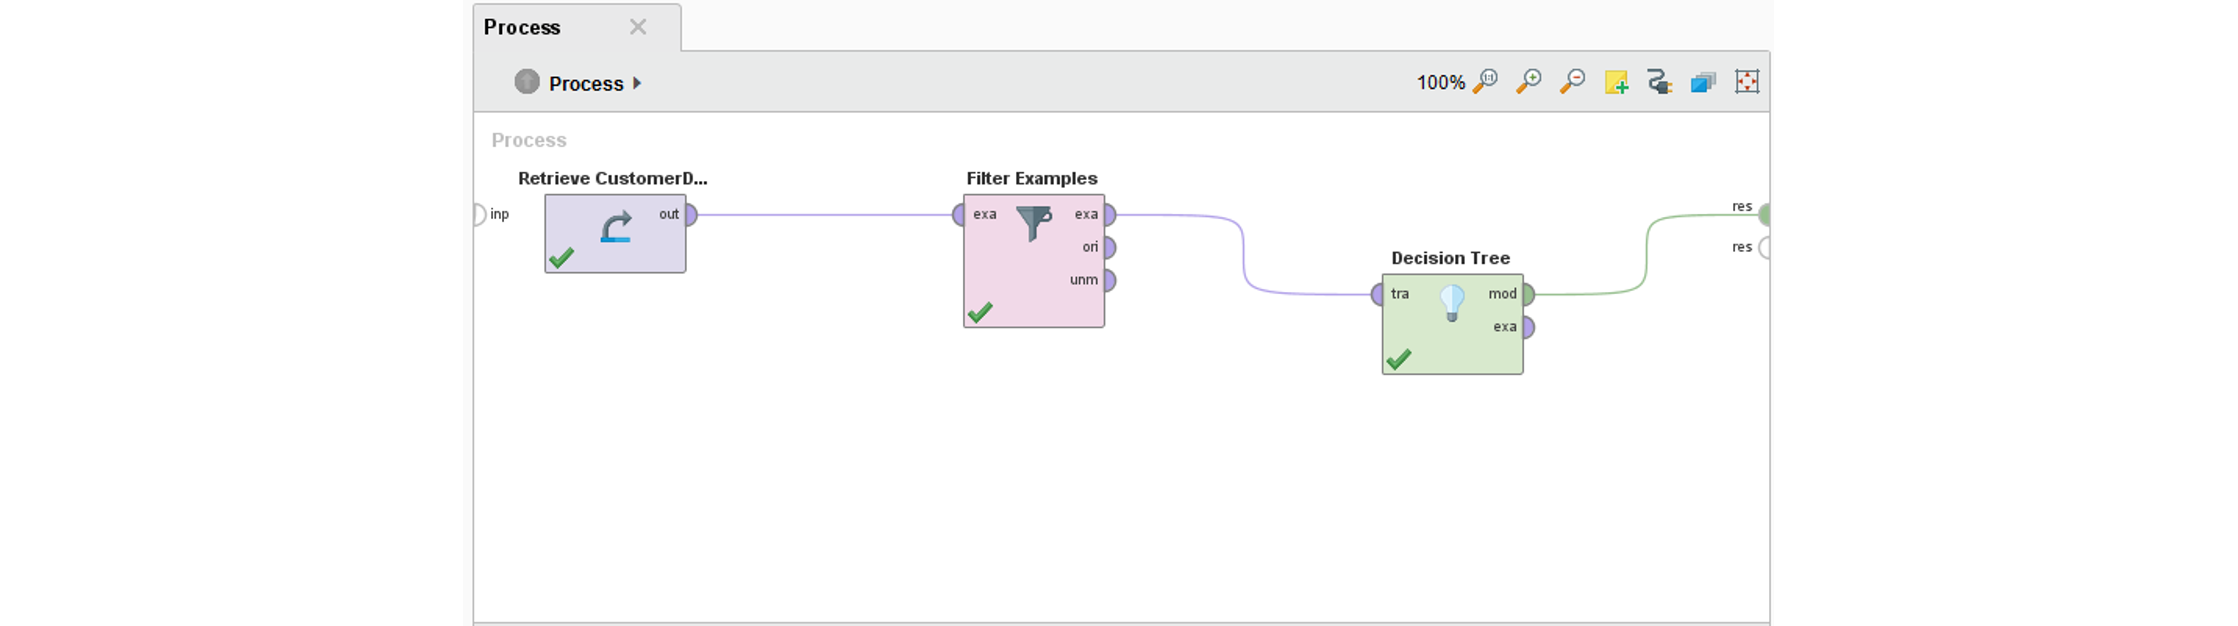 Process
Process
100%
Process
Retrieve CustomerD...
inp
out
Filter Examples
exa
exa
ori
unm
Decision Tree
tra
mod
exa
res
res